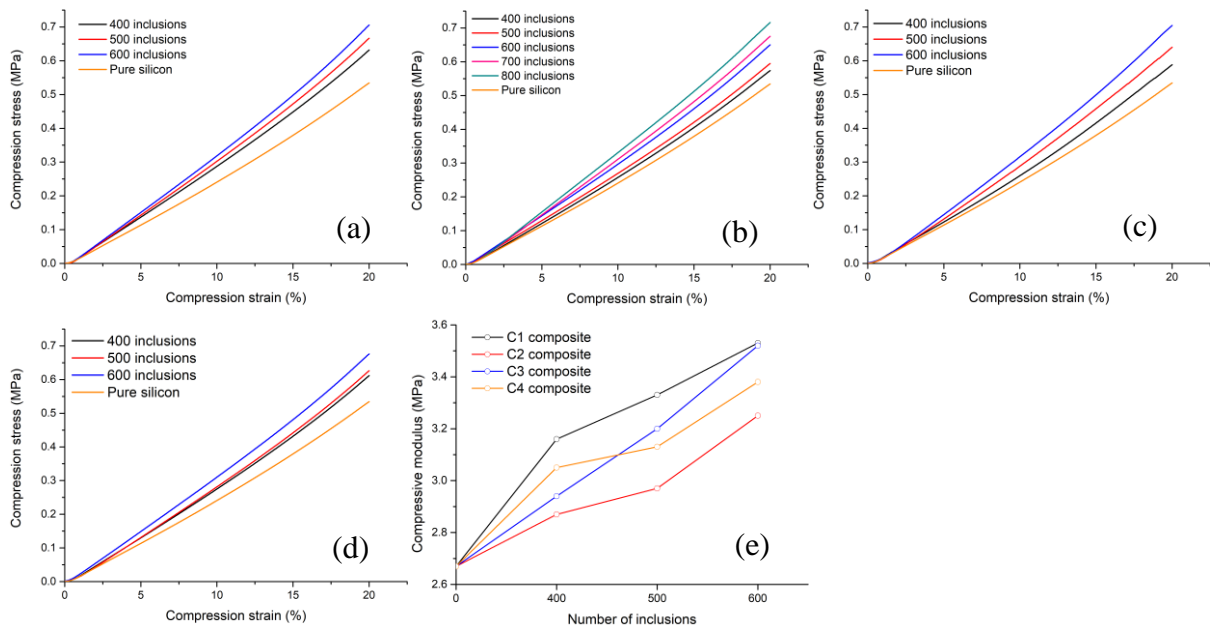 0.7
0.6
0.5
0.4
0.3
0.2
0.1
0.0
Compression stress (MPa)
400 inclusions
500 inclusions
600 inclusions
Pure silicon
(a)
0 5 10 15 20
Compression strain (%)
0.7
0.6
0.5
0.4
0.3
0.2
0.1
0.0
Compression stress (MPa)
400 inclusions
500 inclusions
600 inclusions
700 inclusions
800 inclusions
Pure silicon
(b)
0 5 10 15 20
Compression strain (%)
0.7
0.6
0.5
0.4
0.3
0.2
0.1
0.0
Compression stress (MPa)
400 inclusions
500 inclusions
600 inclusions
Pure silicon
(c)
0 5 10 15 20
Compression strain (%)
0.7
0.6
0.5
0.4
0.3
0.2
0.1
0.0
Compression stress (MPa)
400 inclusions
500 inclusions
600 inclusions
Pure silicon
(d)
0 5 10 15 20
Compression strain (%)
3.6
3.4
3.2
3.0
2.8
2.6
Compressive modulus (MPa)
C1 composite
C2 composite
C3 composite
C4 composite
(e)
0 400 500 600
Number of inclusions